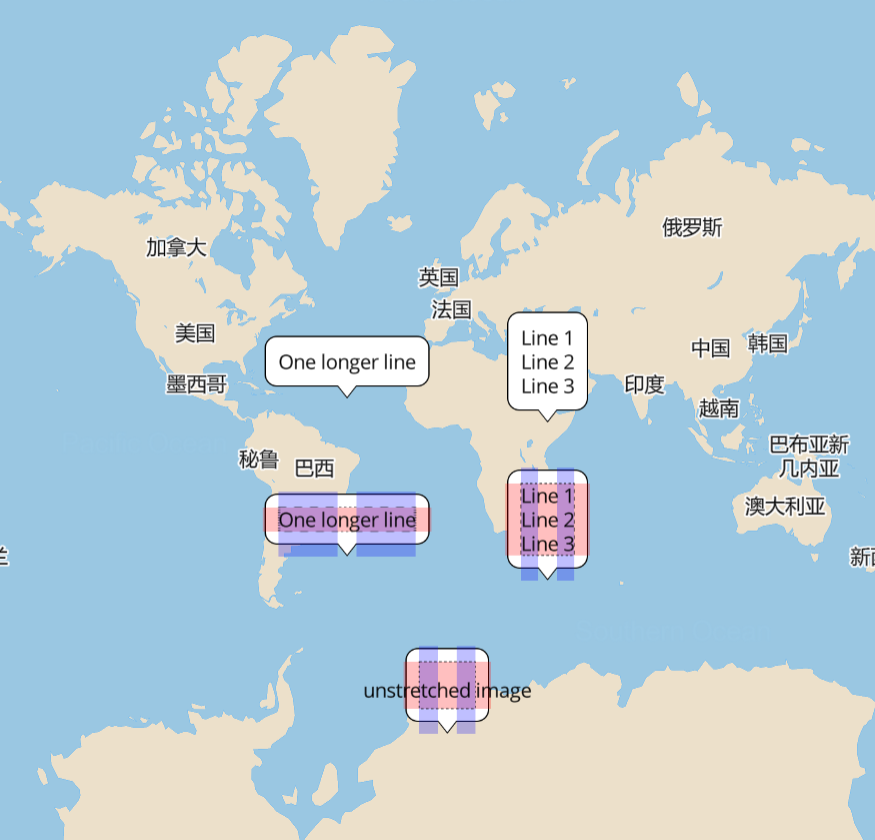 俄罗斯
加拿大
英国
法国
美国
Line 1
Line 2
Line 3
中国
韩国
One longer line
墨西哥
印度
越南
巴布亚新
几内亚
秘鲁
巴西
澳大利亚
Line 1
Line 2
Line 3
One longer line
兰
新西
unstretched image